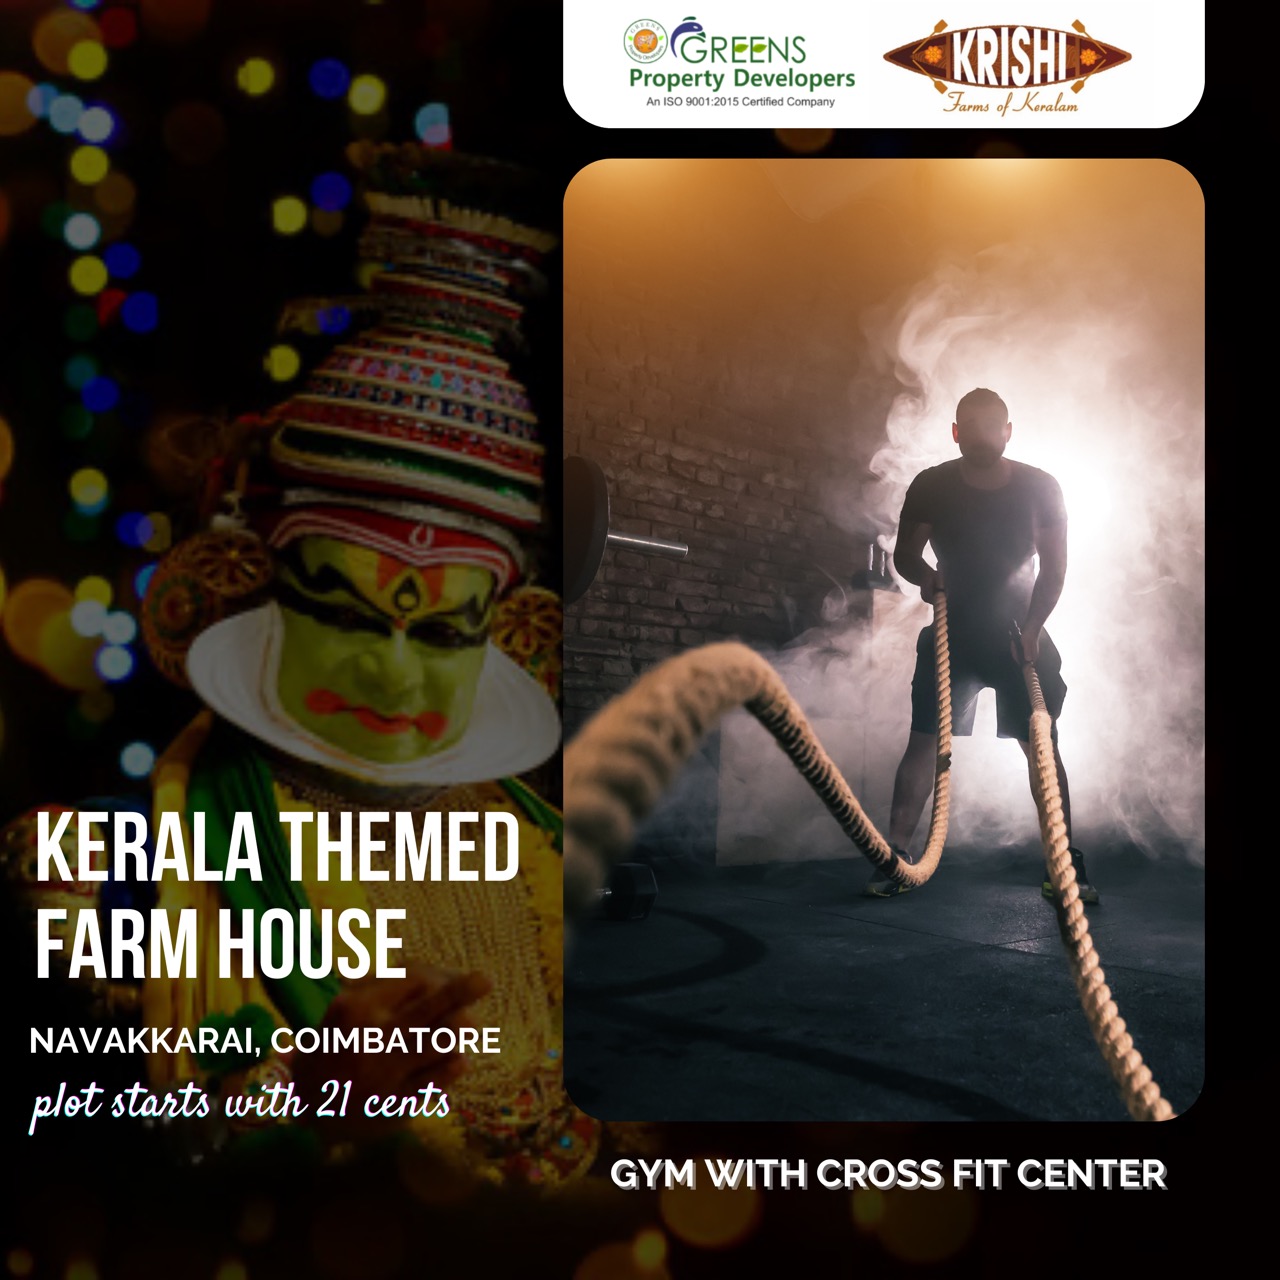 GREENS
GREENS
Property Developers
An ISO 9001:2015 Certified Company
KRISHI
Farms of Keralam
KERALA THEMED
FARM HOUSE
NAVAKKARAI, COIMBATORE
plot starts with 21 cents
GYM WITH CROSS FIT CENTER